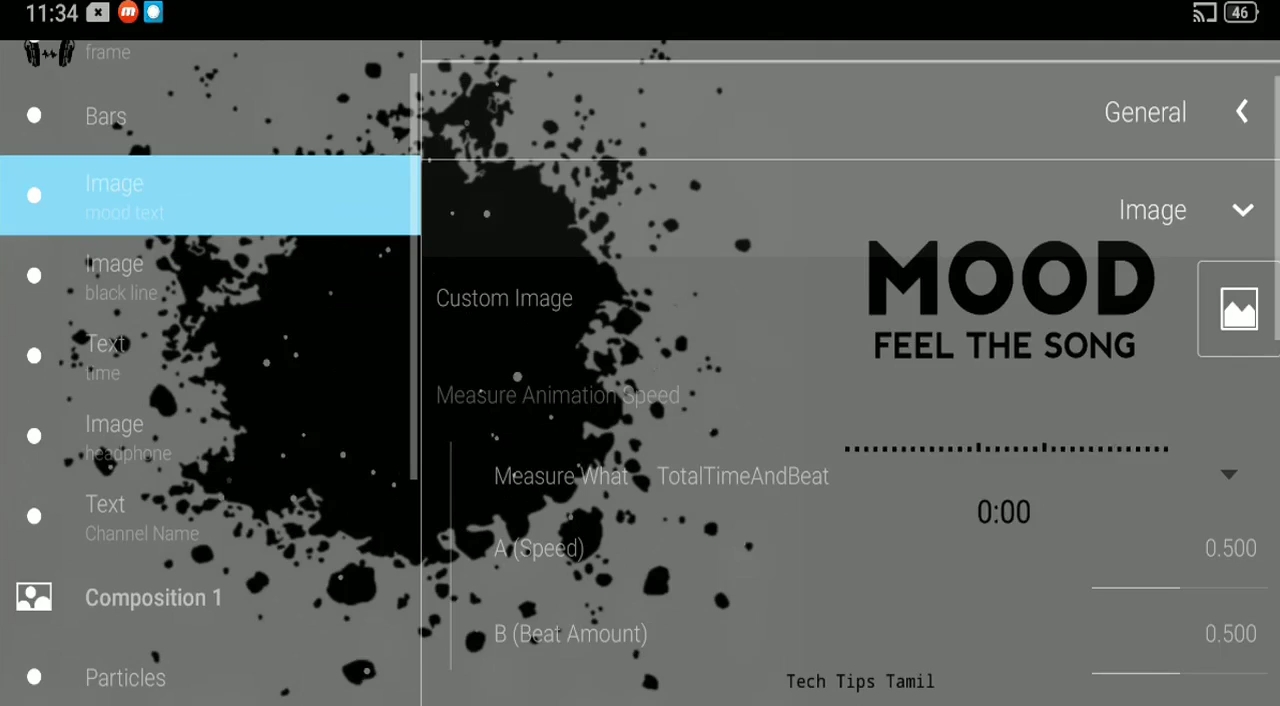 11:34
46
frame
Bars
General
Image
mood text
Image
MOOD
FEEL THE SONG
Image
black line
Custom Image
Text
time
Measure Animation Speed
Image
headphone
Measure What TotalTimeAndBeat
Text
Channel Name
0:00
A (Speed) 0.500
Composition 1
B (Beat Amount) 0.500
Particles
Tech Tips Tamil